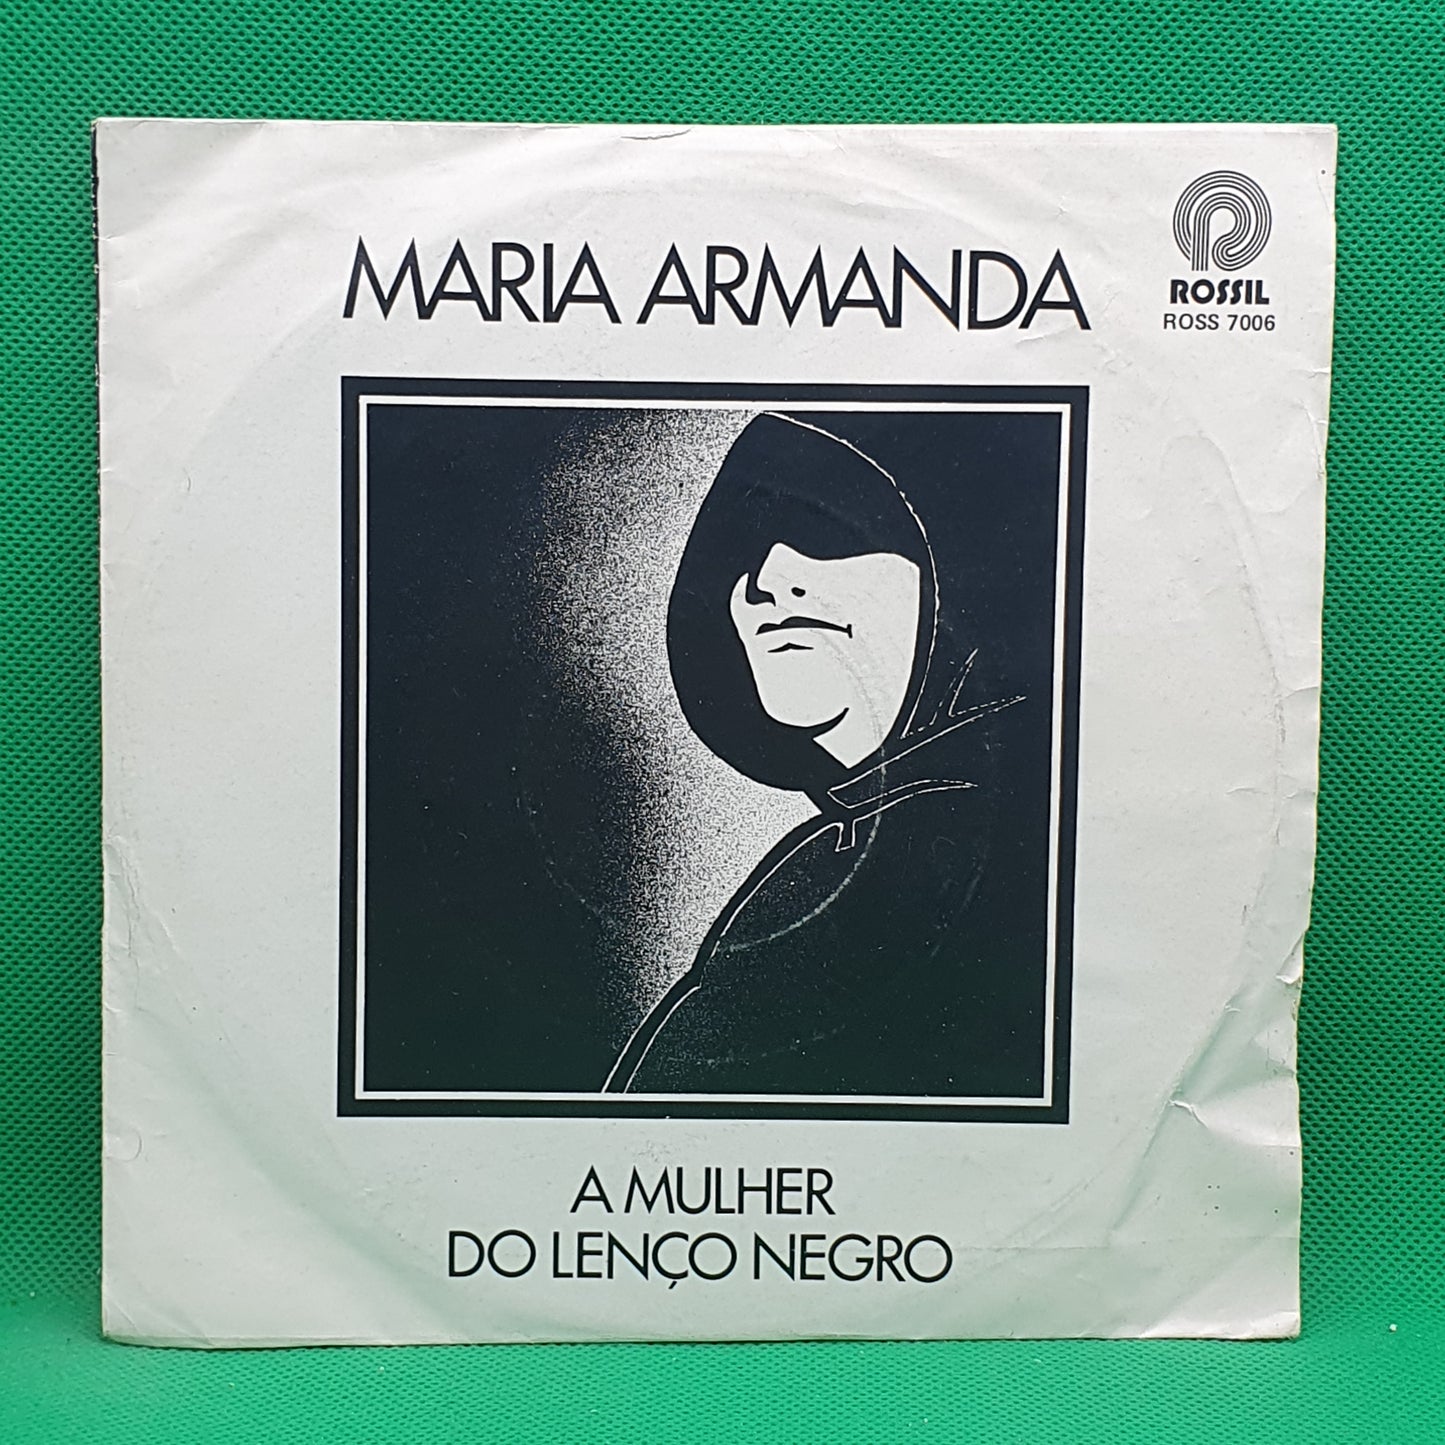 MARIA ARMANDA
ROSSIL
ROSS 7006
A MULHER
DO LENÇO NEGRO